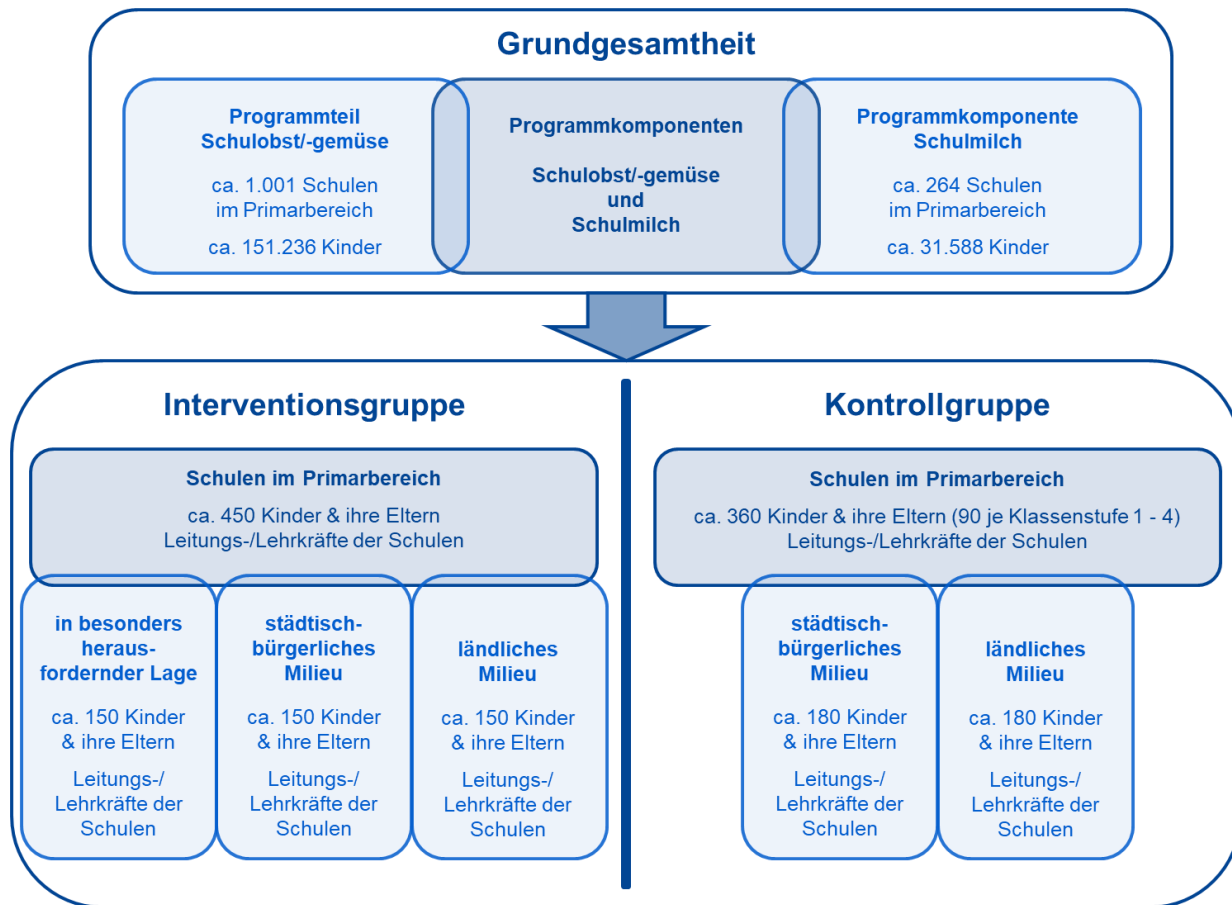 Grundgesamtheit
Programmteil
Schulobst/-gemüse
ca. 1.001 Schulen
im Primarbereich
ca. 151.236 Kinder
Programmkomponenten
Schulobst/-gemüse
und
Schulmilch
Programmkomponente
Schulmilch
ca. 264 Schulen
im Primarbereich
ca. 31.588 Kinder
Interventionsgruppe
Schulen im Primarbereich
ca. 450 Kinder & ihre Eltern
Leitungs-/Lehrkräfte der Schulen
in besonders
heraus-
fordernder Lage
ca. 150 Kinder
& ihre Eltern
Leitungs-/
Lehrkräfte der
Schulen
städtisch-
bürgerliches
Milieu
ca. 150 Kinder
& ihre Eltern
Leitungs-/
Lehrkräfte der
Schulen
ländliches
Milieu
ca. 150 Kinder
& ihre Eltern
Leitungs-/
Lehrkräfte der
Schulen
Kontrollgruppe
Schulen im Primarbereich
ca. 360 Kinder & ihre Eltern (90 je Klassenstufe 1 - 4)
Leitungs-/Lehrkräfte der Schulen
städtisch-
bürgerliches
Milieu
ca. 180 Kinder
& ihre Eltern
Leitungs-/
Lehrkräfte der
Schulen
ländliches
Milieu
ca. 180 Kinder
& ihre Eltern
Leitungs-/
Lehrkräfte der
Schulen